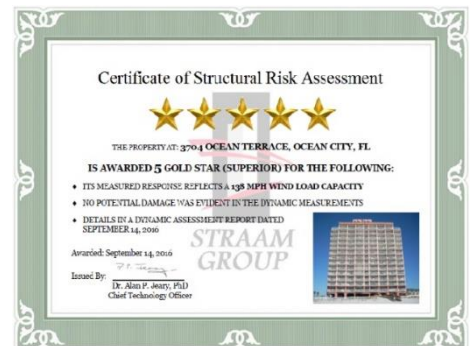 Certificate of Structural Risk Assessment
THE PROPERTY AT: 3704 OCEAN TERRACE, OCEAN CITY, FL
IS AWARDED 5 GOLD STAR (SUPERIOR) FOR THE FOLLOWING:
♦ ITS MEASURED RESPONSE REFLECTS A 138 MPH WIND LOAD CAPACITY
♦ NO POTENTIAL DAMAGE WAS EVIDENT IN THE DYNAMIC MEASUREMENTS
♦ DETAILS IN A DYNAMIC ASSESSMENT REPORT DATED
SEPTEMBER 14, 2016
STRAAM
GROUP
Awarded: September 14, 2016
Issued By:
Dr. Alan P. Jeary, PhD
Chief Technology Officer